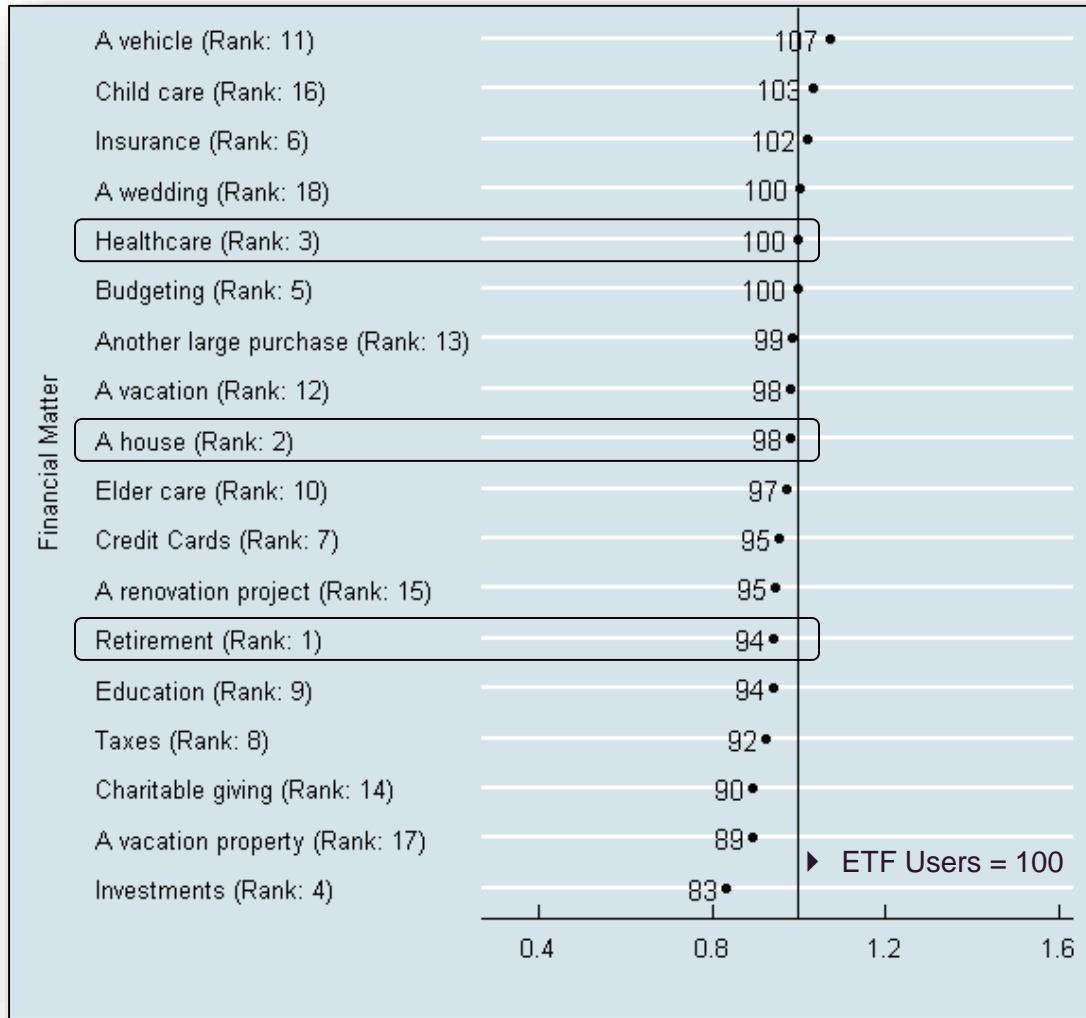 A vehicle (Rank: 11) 107
Child care (Rank: 16) 103
Insurance (Rank: 6) 102
A wedding (Rank: 18) 100
Healthcare (Rank: 3) 100
Budgeting (Rank: 5) 100
Another large purchase (Rank: 13) 99
A vacation (Rank: 12) 98
A house (Rank: 2) 98
Elder care (Rank: 10) 97
Credit Cards (Rank: 7) 95
A renovation project (Rank: 15) 95
Retirement (Rank: 1) 94
Education (Rank: 9) 94
Taxes (Rank: 8) 92
Charitable giving (Rank: 14) 90
A vacation property (Rank: 17) 89
Investments (Rank: 4) 83
Financial Matter
ETF Users = 100
0.4 0.8 1.2 1.6